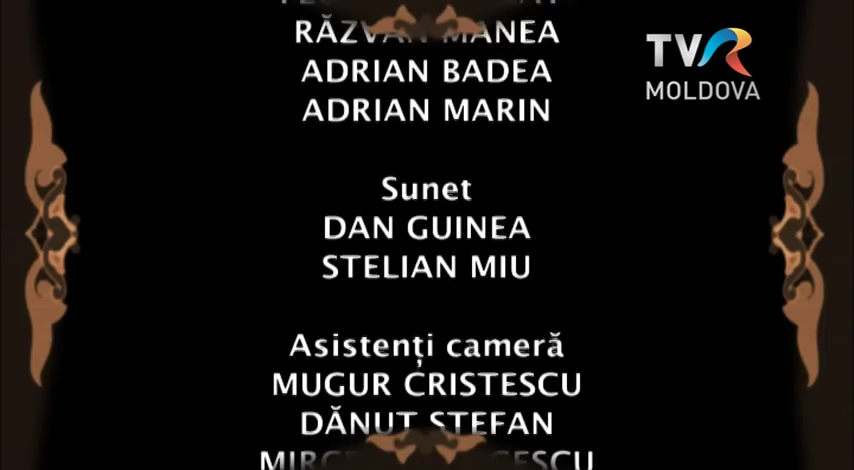 RĂZVAN MANEA
ADRIAN BADEA
ADRIAN MARIN
TVR
MOLDOVA
Sunet
DAN GUINEA
STELIAN MIU
Asistenți cameră
MUGUR CRISTESCU
DĂNUȚ ȘTEFAN